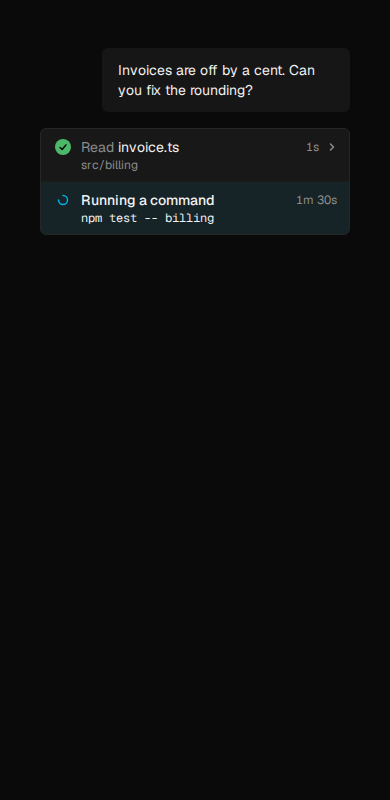 Invoices are off by a cent. Can
you fix the rounding?
Read invoice.ts 1s
src/billing
Running a command 1m 30s
npm test -- billing